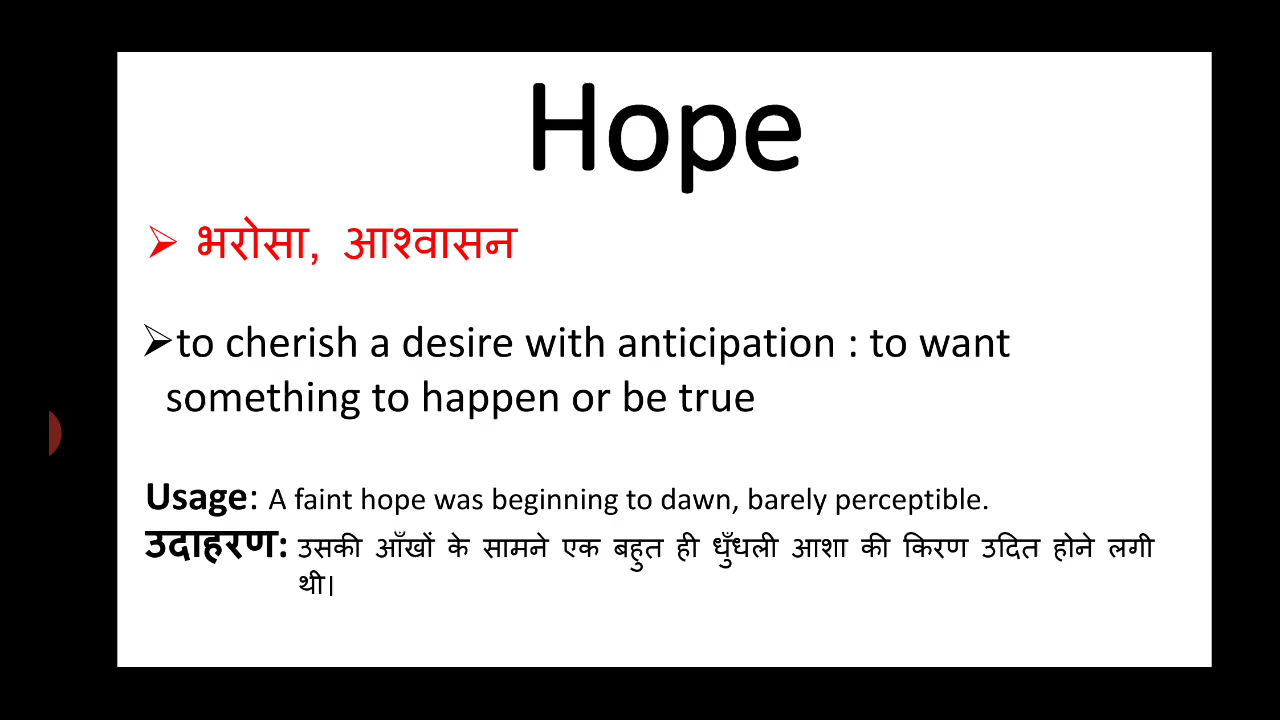 Hope
➢ भरोसा, आश्वासन
➢to cherish a desire with anticipation : to want
something to happen or be true
Usage: A faint hope was beginning to dawn, barely perceptible.
उदाहरण: उसकी आँखों के सामने एक बहुत ही धुँधली आशा की किरण उदित होने लगी
थी।